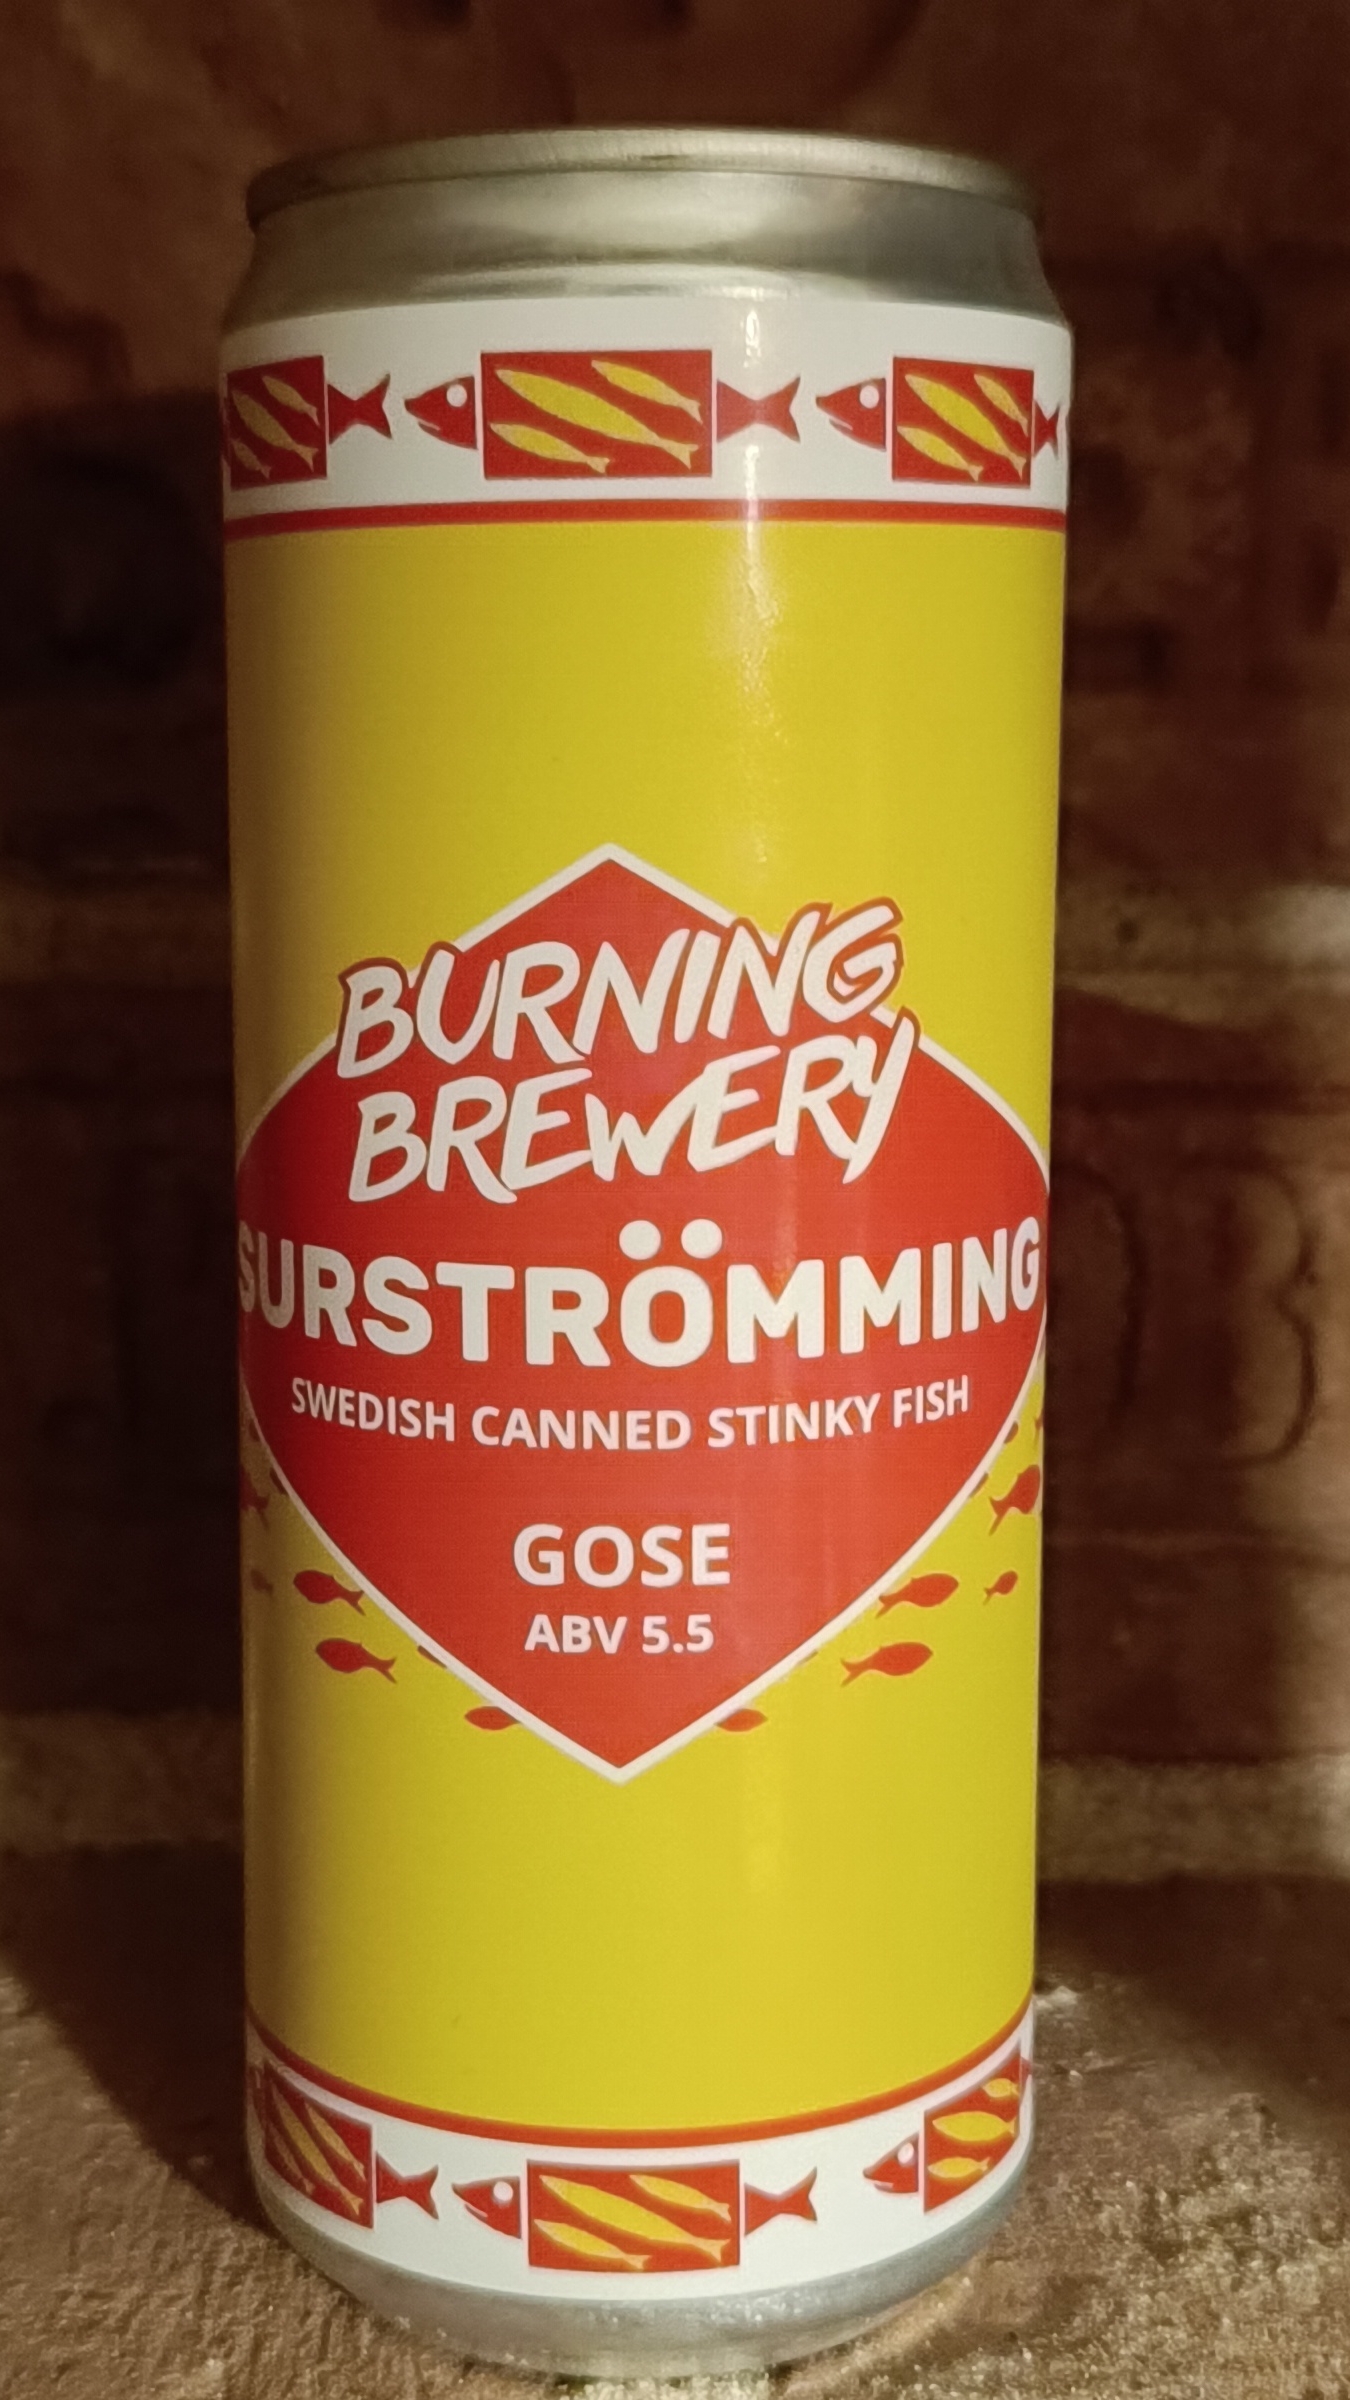 BURNING
BREWERY
SURSTRÖMMING
SWEDISH CANNED STINKY FISH
GOSE
ABV 5.5